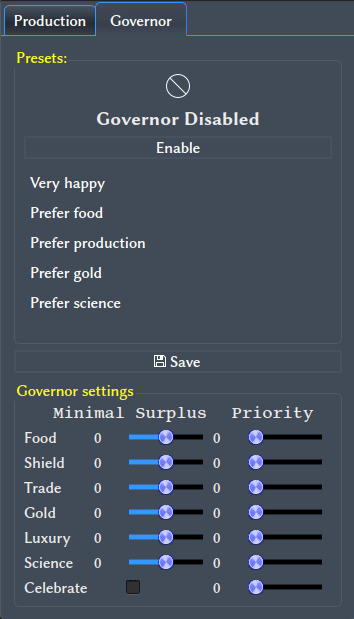 Production Governor
Presets:
Governor Disabled
Enable
Very happy
Prefer food
Prefer production
Prefer gold
Prefer science
Save
Governor settings
Minimal Surplus Priority
Food 0 0
Shield 0 0
Trade 0 0
Gold 0 0
Luxury 0 0
Science 0 0
Celebrate 0